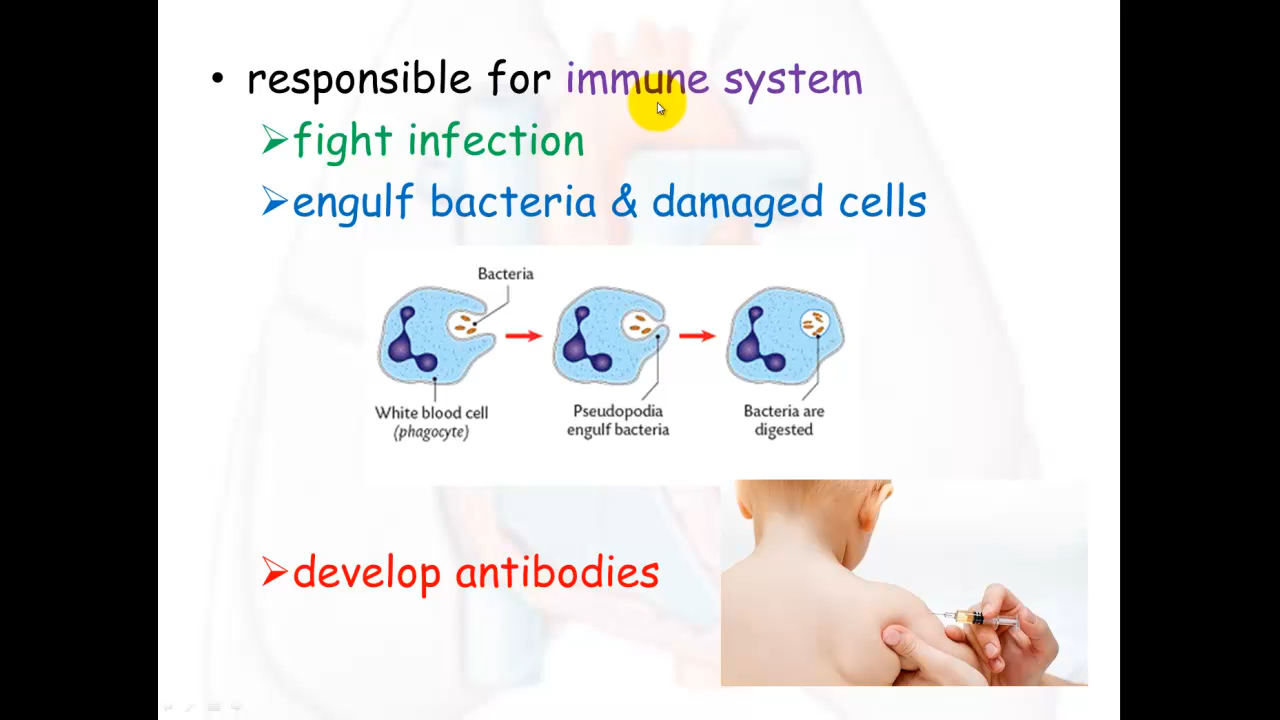 • responsible for immune system
➢fight infection
➢engulf bacteria & damaged cells
Bacteria
White blood cell
(phagocyte)
Pseudopodia
engulf bacteria
Bacteria are
digested
➢develop antibodies